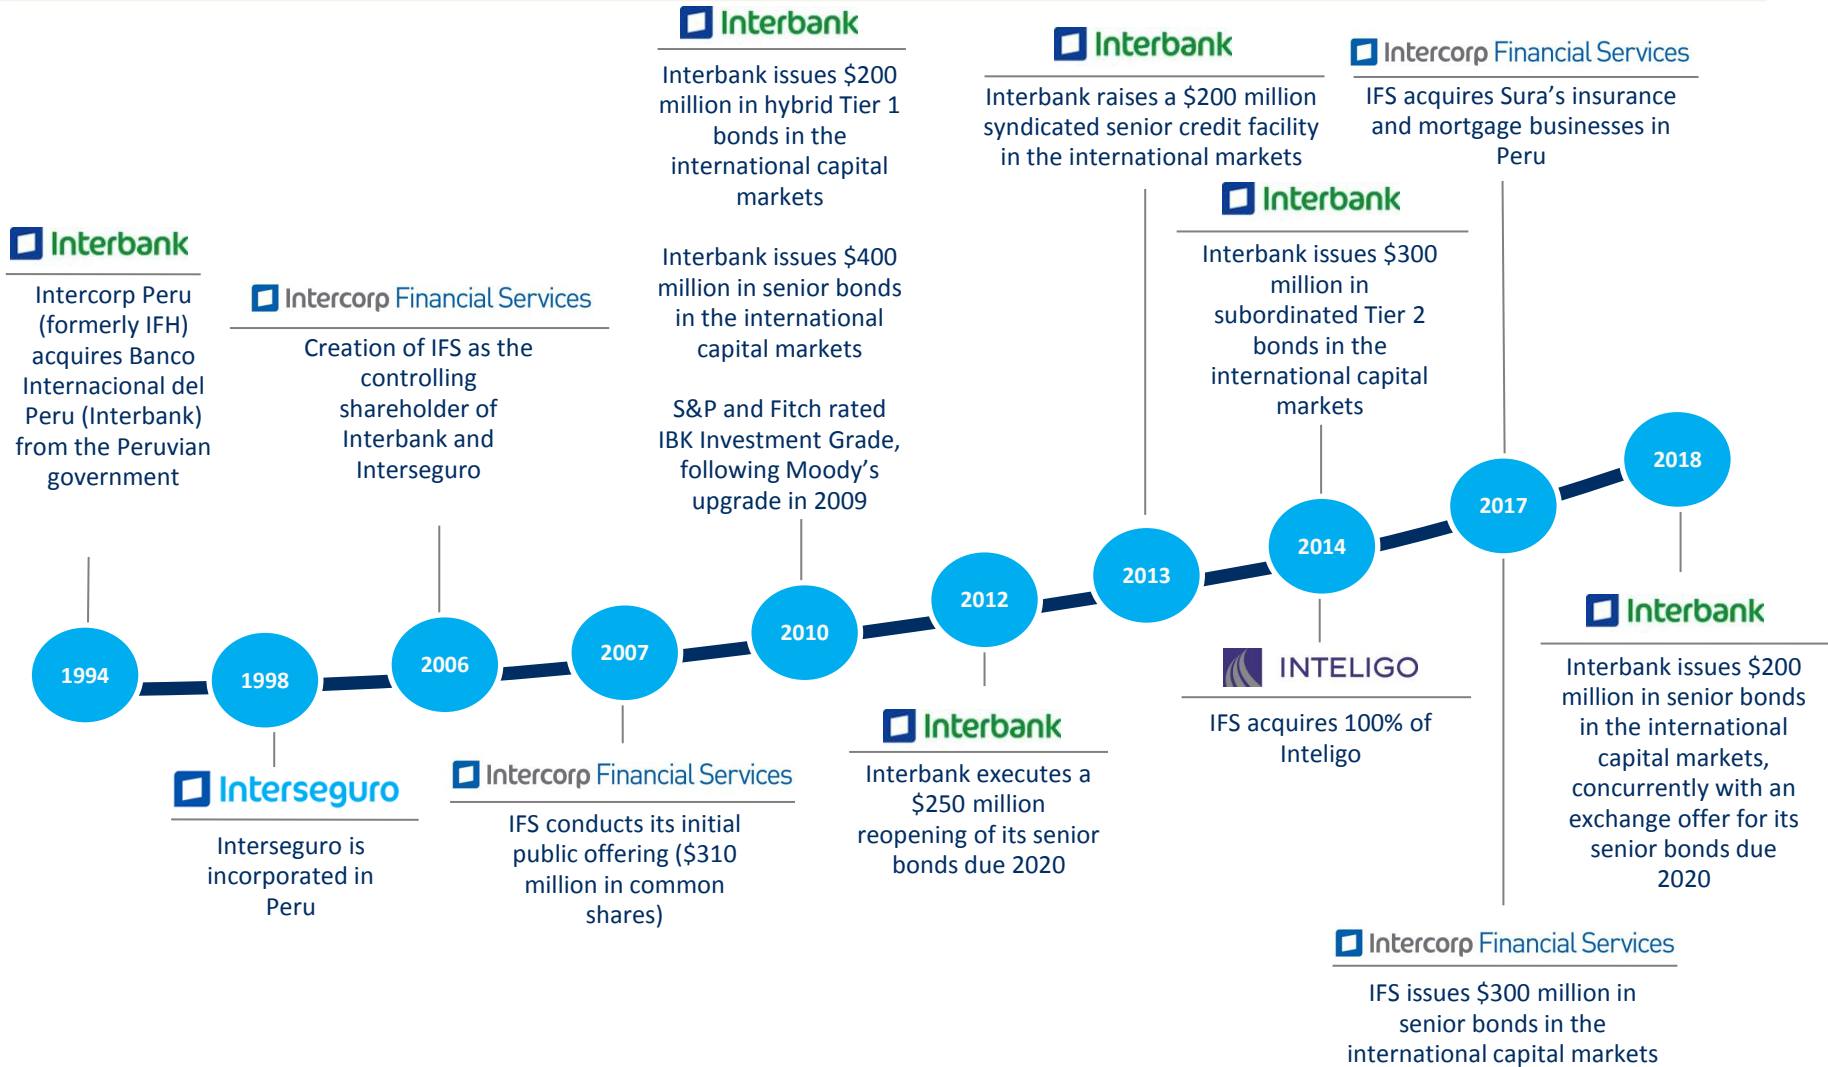 Interbank
Intercorp Peru
(formerly IFH)
acquires Banco
Internacional del
Peru (Interbank)
from the Peruvian
government
1994
1998
Interseguro
Interseguro is
incorporated in
Peru
Intercorp Financial Services
Creation of IFS as the
controlling
shareholder of
Interbank and
Interseguro
2006
2007
Intercorp Financial Services
IFS conducts its initial
public offering ($310
million in common
shares)
Interbank
Interbank issues $200
million in hybrid Tier 1
bonds in the
international capital
markets
Interbank issues $400
million in senior bonds
in the international
capital markets
S&P and Fitch rated
IBK Investment Grade,
following Moody’s
upgrade in 2009
2010
2012
Interbank
Interbank executes a
$250 million
reopening of its senior
bonds due 2020
Interbank
Interbank raises a $200 million
syndicated senior credit facility
in the international markets
2013
Interbank
Interbank issues $300
million in
subordinated Tier 2
bonds in the
international capital
markets
2014
INTELIGO
IFS acquires 100% of
Inteligo
Intercorp Financial Services
IFS acquires Sura’s insurance
and mortgage businesses in
Peru
2017
Intercorp Financial Services
IFS issues $300 million in
senior bonds in the
international capital markets
2018
Interbank
Interbank issues $200
million in senior bonds
in the international
capital markets,
concurrently with an
exchange offer for its
senior bonds due
2020